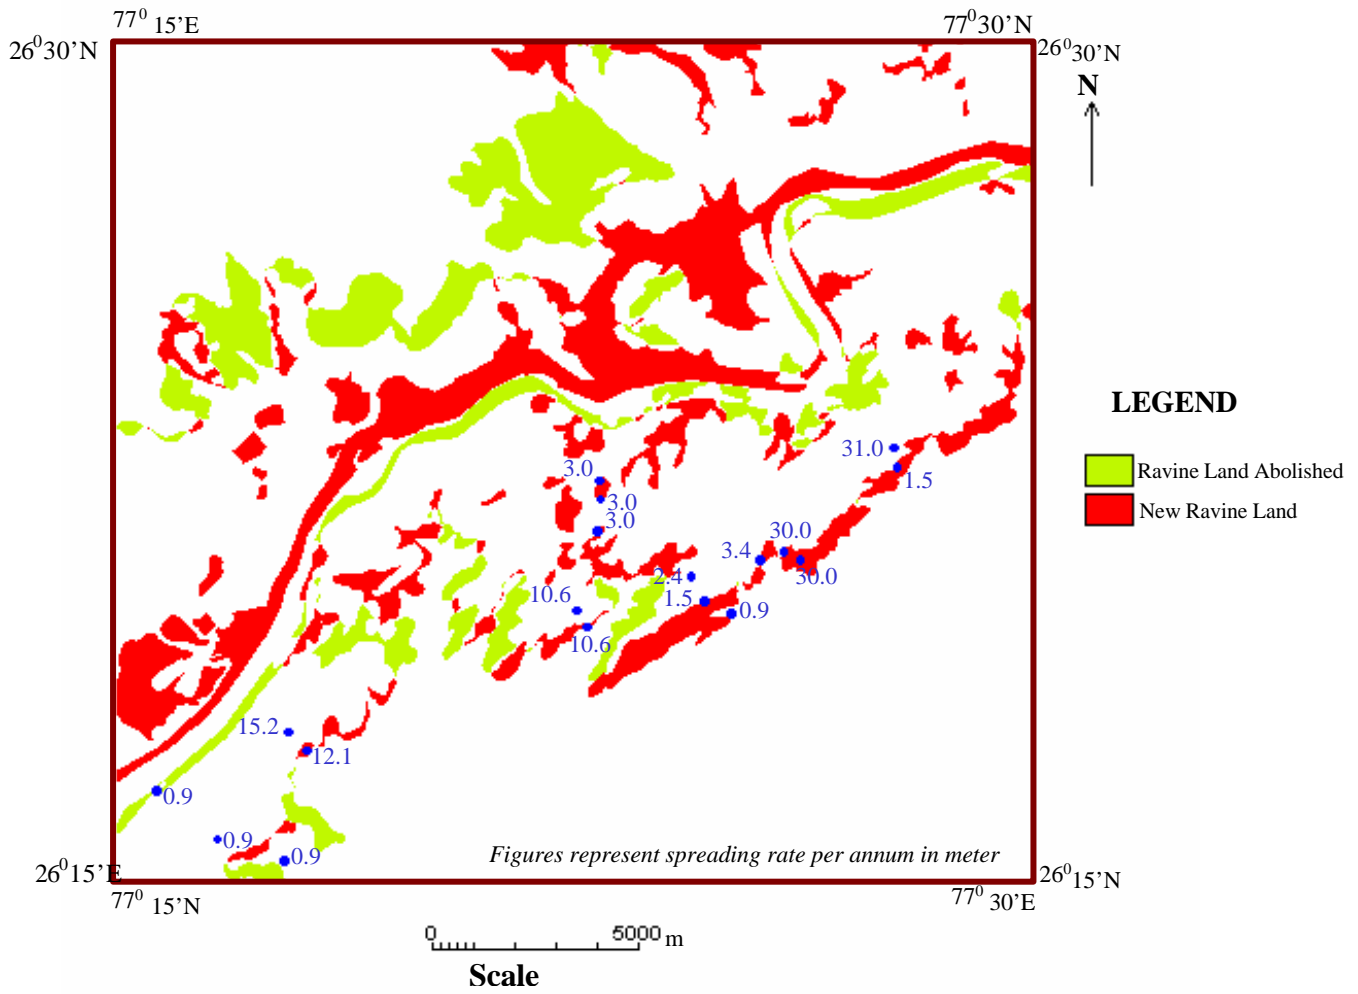 77⁰ 15’E
77⁰30’N
26⁰30’N
26⁰30’N
N
LEGEND
Ravine Land Abolished
New Ravine Land
31.0
1.5
3.0
3.0
3.0
30.0
3.4
30.0
2.4
1.5
0.9
10.6
10.6
15.2
12.1
0.9
0.9
0.9
Figures represent spreading rate per annum in meter
26⁰15’E
26⁰15’N
77⁰ 15’N
77⁰ 30’E
0 5000 m
Scale